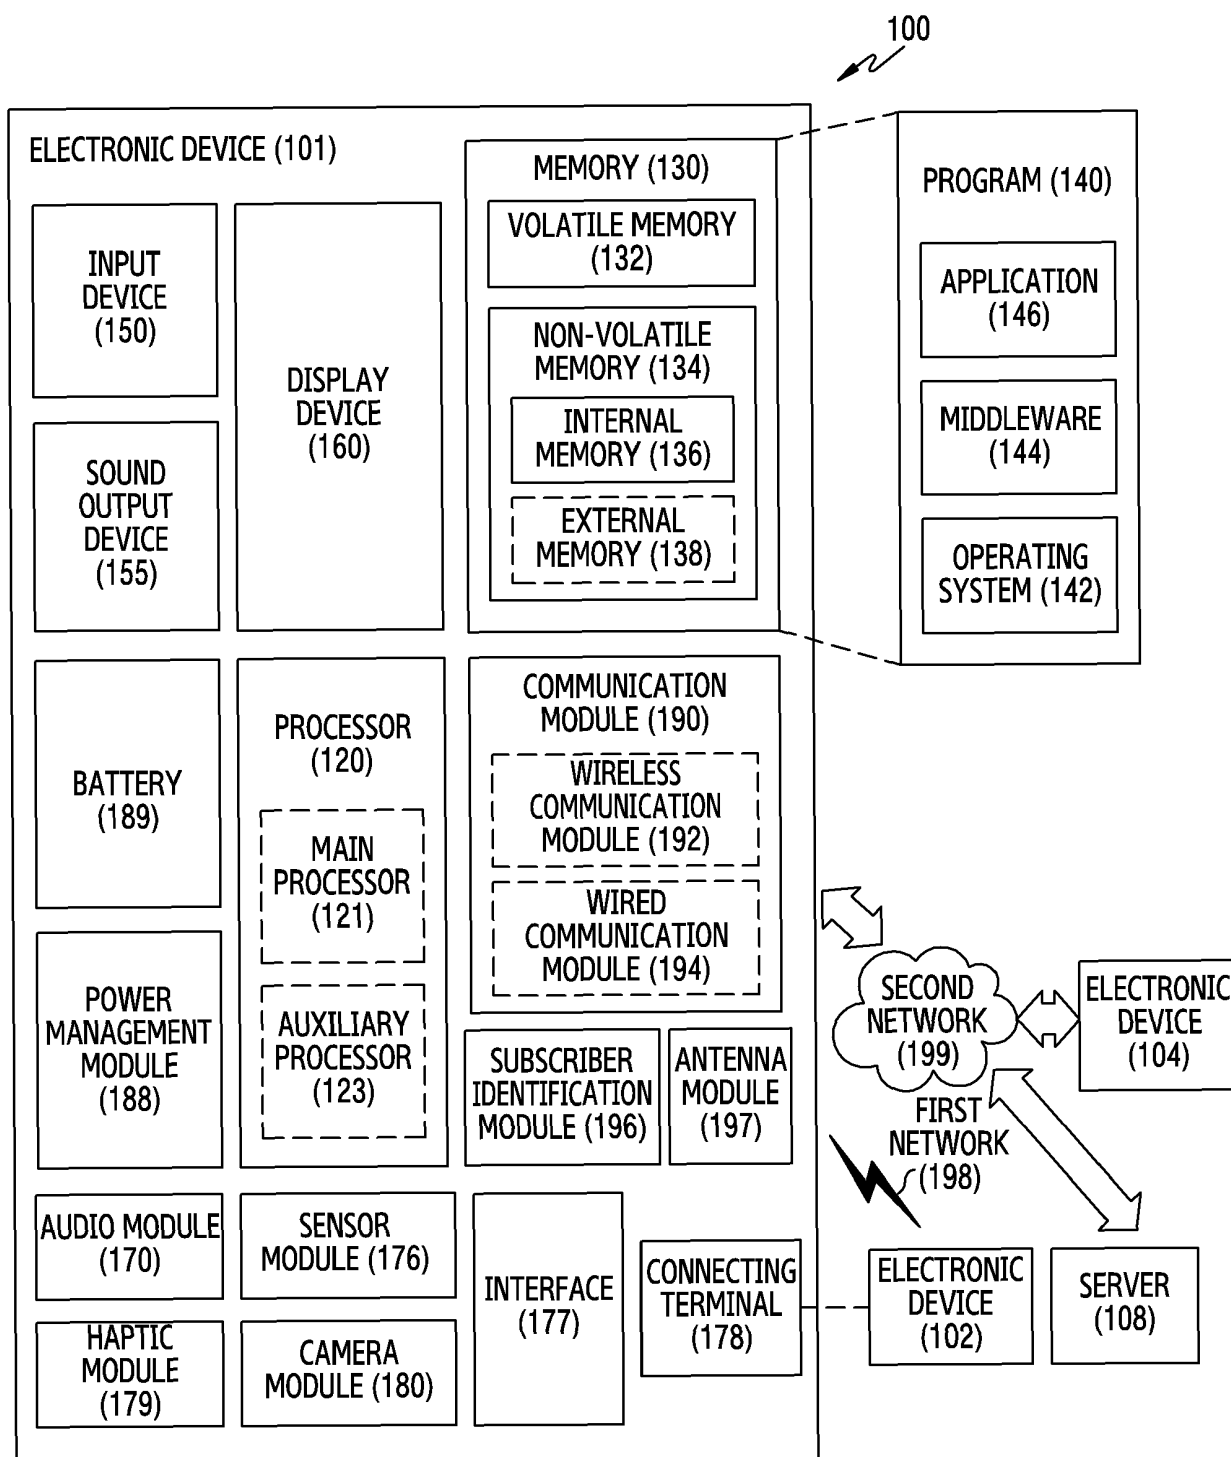 100
ELECTRONIC DEVICE (101)
INPUT
DEVICE
(150)
SOUND
OUTPUT
DEVICE
(155)
DISPLAY
DEVICE
(160)
MEMORY (130)
VOLATILE MEMORY
(132)
NON-VOLATILE
MEMORY (134)
INTERNAL
MEMORY (136)
EXTERNAL
MEMORY (138)
PROGRAM (140)
APPLICATION
(146)
MIDDLEWARE
(144)
OPERATING
SYSTEM (142)
BATTERY
(189)
POWER
MANAGEMENT
MODULE
(188)
PROCESSOR
(120)
MAIN
PROCESSOR
(121)
AUXILIARY
PROCESSOR
(123)
COMMUNICATION
MODULE (190)
WIRELESS
COMMUNICATION
MODULE (192)
WIRED
COMMUNICATION
MODULE (194)
SUBSCRIBER
IDENTIFICATION
MODULE (196)
ANTENNA
MODULE
(197)
SECOND
NETWORK
(199)
ELECTRONIC
DEVICE
(104)
FIRST
NETWORK
(198)
AUDIO MODULE
(170)
SENSOR
MODULE (176)
INTERFACE
(177)
CONNECTING
TERMINAL
(178)
ELECTRONIC
DEVICE
(102)
SERVER
(108)
HAPTIC
MODULE
(179)
CAMERA
MODULE (180)